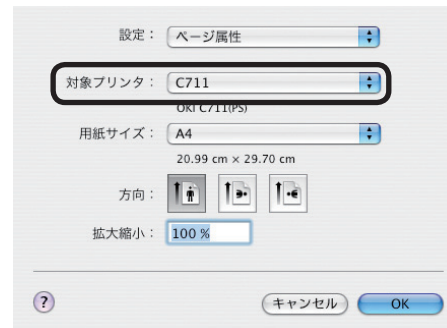 設定： ページ属性
対象プリンタ： C711
OKI C711(PS)
用紙サイズ： A4
20.99 cm × 29.70 cm
方向：
拡大縮小： 100 %
? キャンセル OK